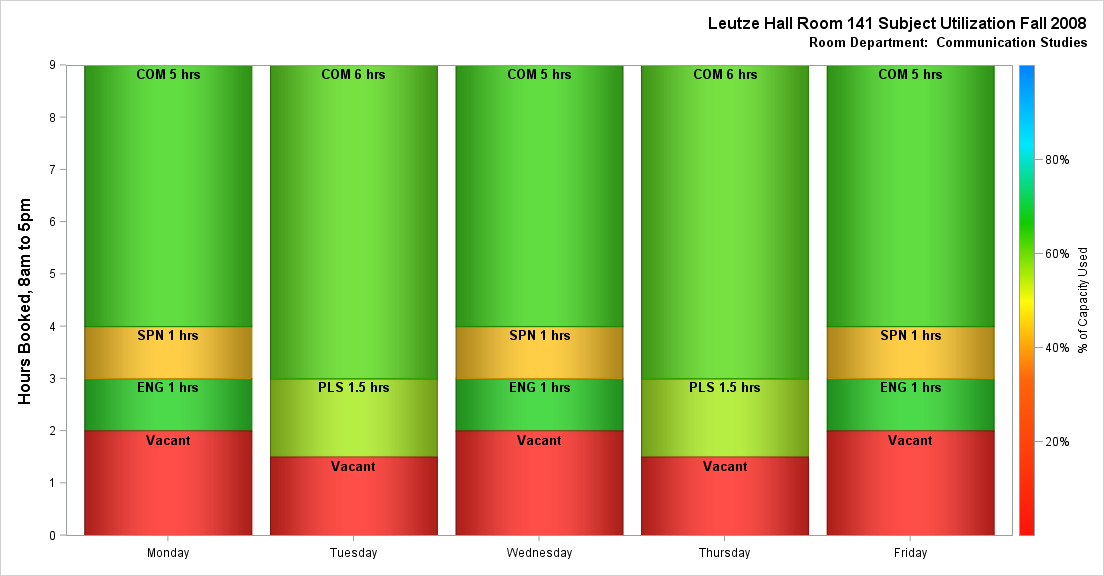 Leutze Hall Room 141 Subject Utilization Fall 2008
Room Department:  Communication Studies
Hours Booked, 8am to 5pm
9
8
7
6
5
4
3
2
1
0
COM 5 hrs
SPN 1 hrs
ENG 1 hrs
Vacant
COM 6 hrs
PLS 1.5 hrs
Vacant
COM 5 hrs
SPN 1 hrs
ENG 1 hrs
Vacant
COM 6 hrs
PLS 1.5 hrs
Vacant
COM 5 hrs
SPN 1 hrs
ENG 1 hrs
Vacant
Monday
Tuesday
Wednesday
Thursday
Friday
80%
60%
40%
20%
% of Capacity Used